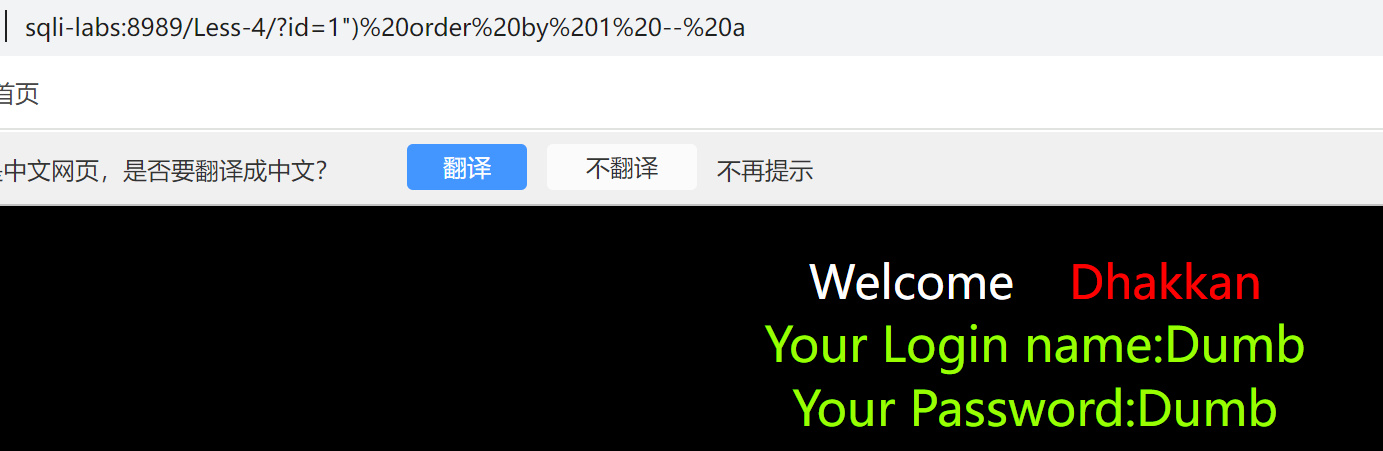 sqli-labs:8989/Less-4/?id=1")%20order%20by%201%20--%20a
首页
是中文网页，是否要翻译成中文？ 翻译 不翻译 不再提示
Welcome Dhakkan
Your Login name:Dumb
Your Password:Dumb